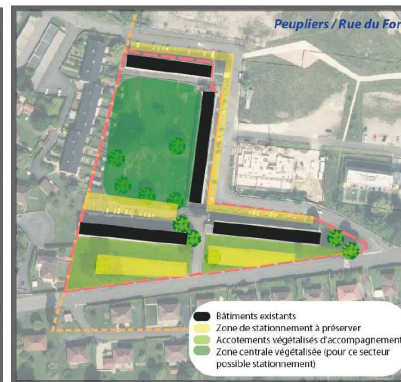 Peupliers / Rue du For
Bâtiments existants
Zone de stationnement à préserver
Accotements végétalisés d'accompagnement
Zone centrale végétalisée (pour ce secteur
possible stationnement)